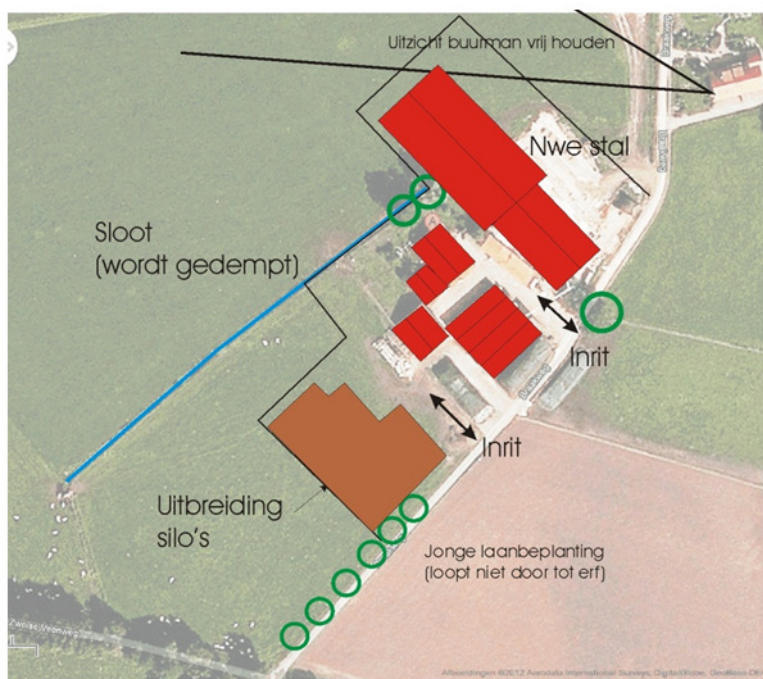 Uitzicht buurman vrij houden
Nwe stal
Sloot
(wordt gedempt)
A
Inrit
Inrit
Uitbreiding
silo's
Jonge laanbeplanting
(loopt niet door tot erf)